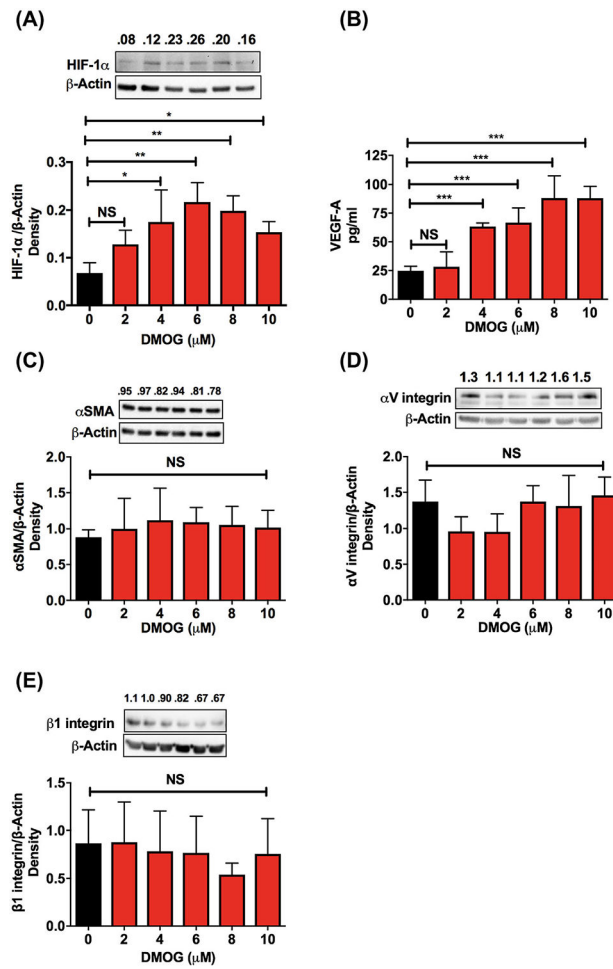 (A)
.08 .12 .23 .26 .20 .16
HIF-1α
β-Actin
*
**
**
*
NS
0.3
0.2
0.1
0.0
HIF-1α/β-Actin
Density
0 2 4 6 8 10
DMOG (μM)
(B)
***
***
***
***
NS
125
100
75
50
25
0
VEGF-A
pg/ml
0 2 4 6 8 10
DMOG (μM)
(C)
.95 .97 .82 .94 .81 .78
αSMA
β-Actin
NS
2.0
1.5
1.0
0.5
0.0
αSMA/β-Actin
Density
0 2 4 6 8 10
DMOG (μM)
(D)
1.3 1.1 1.1 1.2 1.6 1.5
αV integrin
β-Actin
NS
2.0
1.5
1.0
0.5
0.0
αV integrin/β-Actin
Density
0 2 4 6 8 10
DMOG (μM)
(E)
1.1 1.0 .90 .82 .67 .67
β1 integrin
β-Actin
NS
1.5
1.0
0.5
0.0
β1 integrin/β-Actin
Density
0 2 4 6 8 10
DMOG (μM)